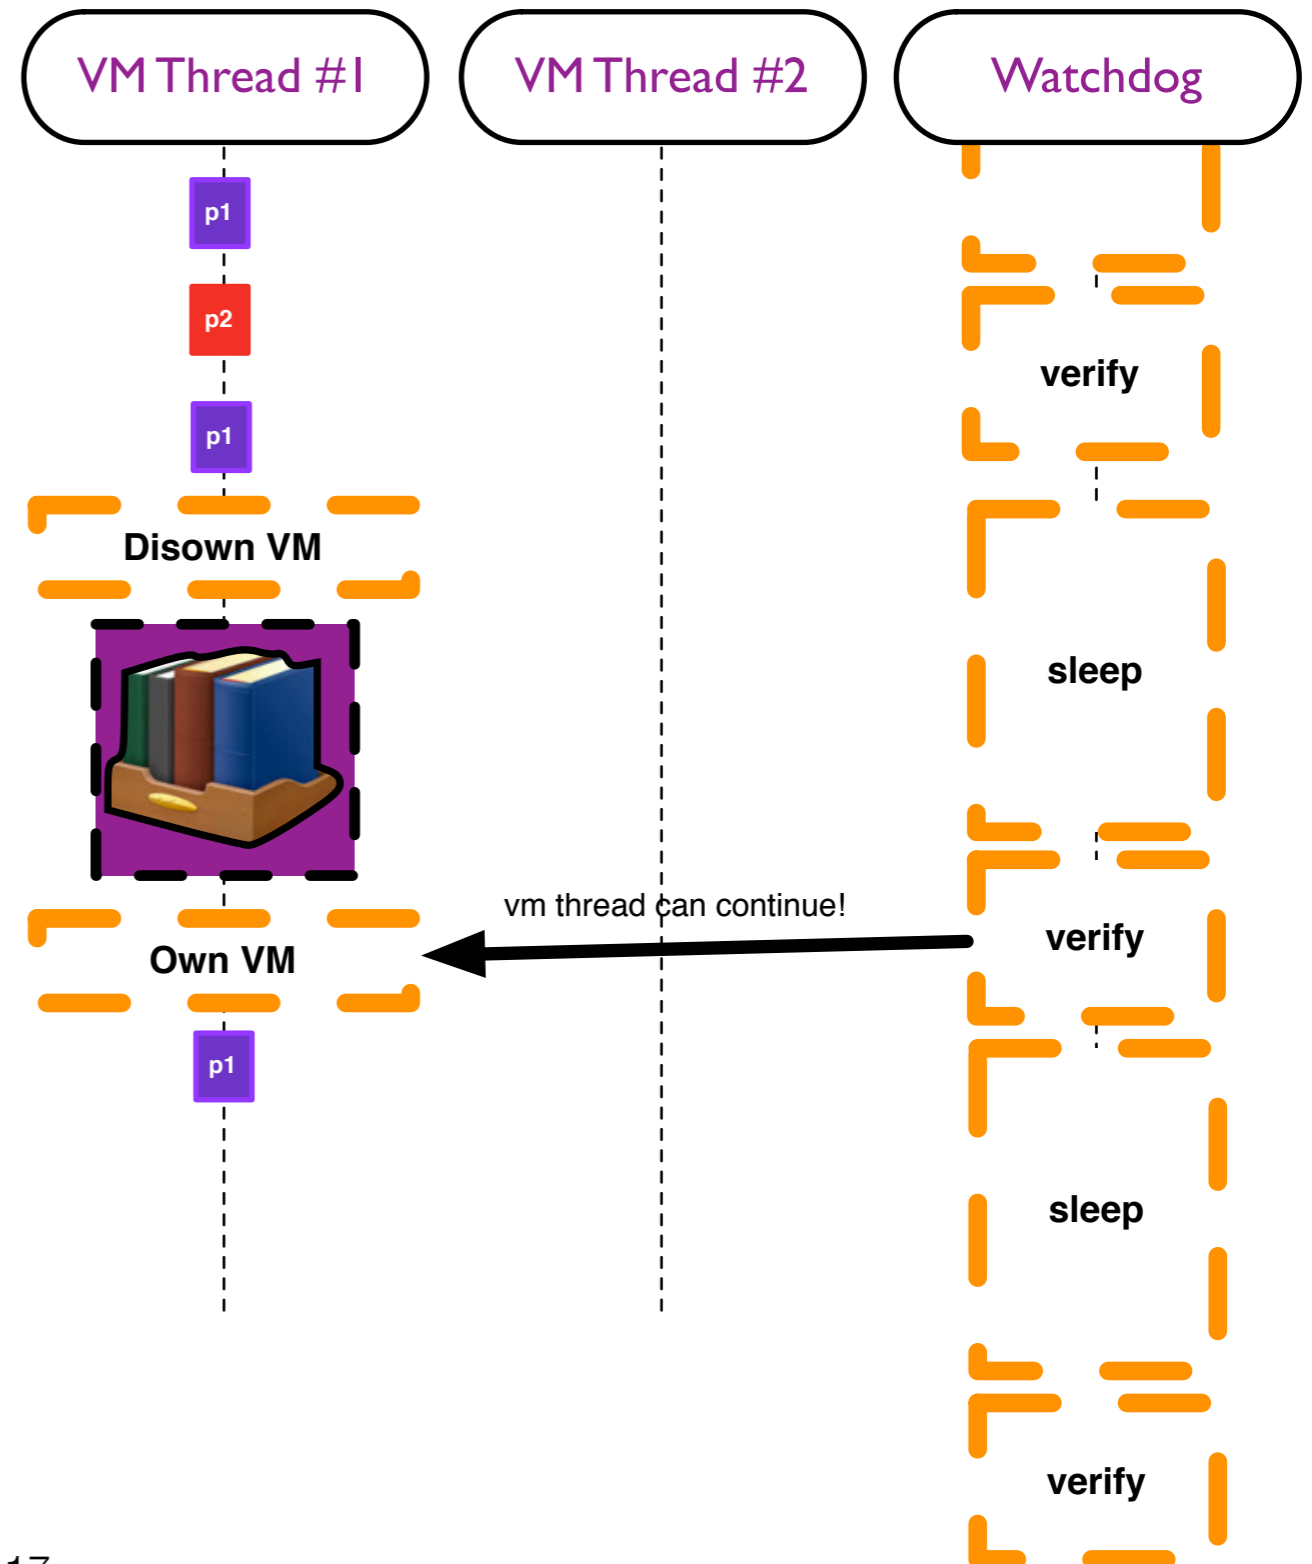 VM Thread #1
VM Thread #2
Watchdog
p1
p2
verify
p1
Disown VM
sleep
vm thread can continue!
verify
Own VM
p1
sleep
verify
17